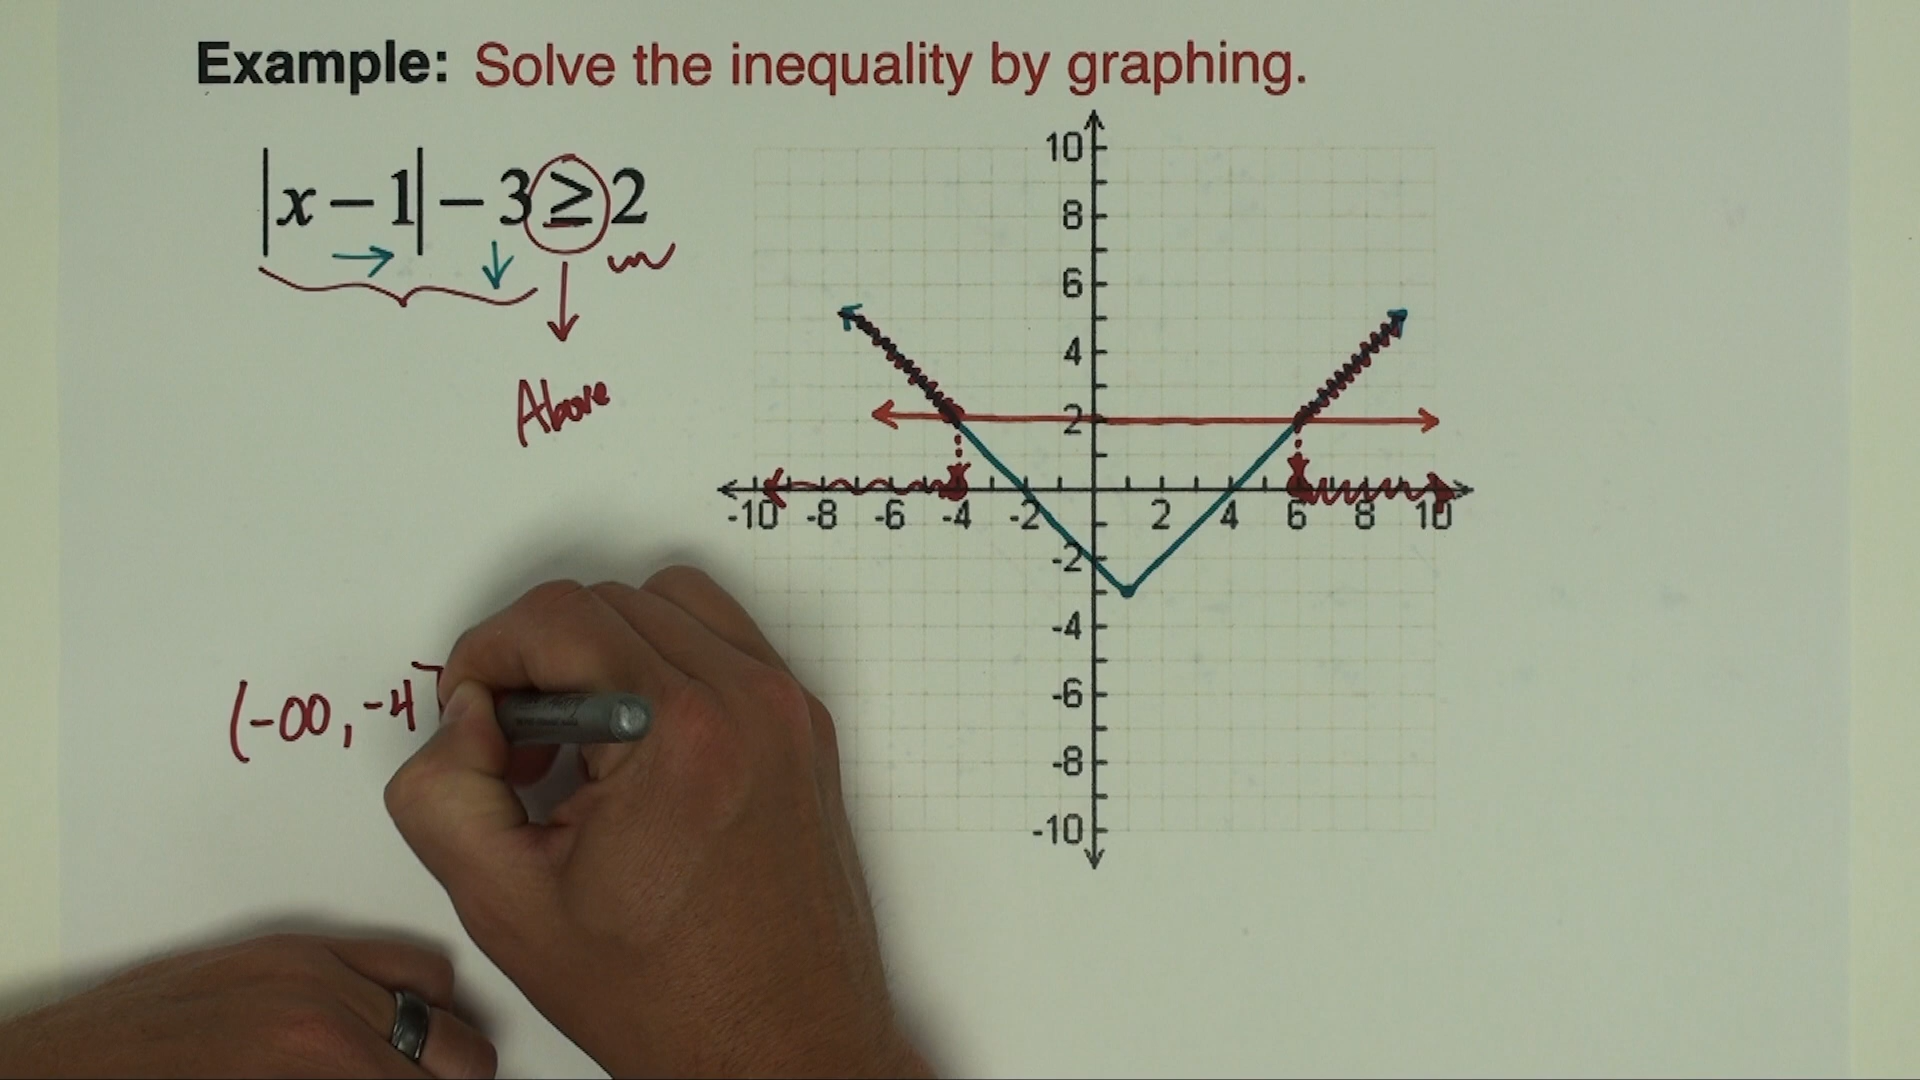 Example: Solve the inequality by graphing.
|x − 1| − 3 ≥ 2
Above
(-∞, -4]
10
8
6
4
2
-10 -8 -6 -4 -2 2 4 6 8 10
-2
-4
-6
-8
-10